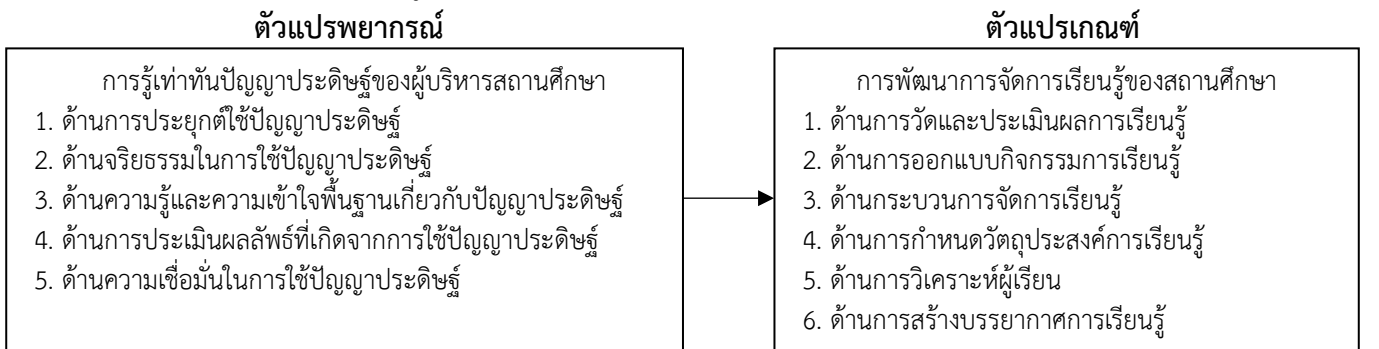 ตัวแปรพยากรณ์
การรู้เท่าทันปัญญาประดิษฐ์ของผู้บริหารสถานศึกษา
1. ด้านการประยุกต์ใช้ปัญญาประดิษฐ์
2. ด้านจริยธรรมในการใช้ปัญญาประดิษฐ์
3. ด้านความรู้และความเข้าใจพื้นฐานเกี่ยวกับปัญญาประดิษฐ์
4. ด้านการประเมินผลลัพธ์ที่เกิดจากการใช้ปัญญาประดิษฐ์
5. ด้านความเชื่อมั่นในการใช้ปัญญาประดิษฐ์
ตัวแปรเกณฑ์
การพัฒนาการจัดการเรียนรู้ของสถานศึกษา
1. ด้านการวัดและประเมินผลการเรียนรู้
2. ด้านการออกแบบกิจกรรมการเรียนรู้
3. ด้านกระบวนการจัดการเรียนรู้
4. ด้านการกำหนดวัตถุประสงค์การเรียนรู้
5. ด้านการวิเคราะห์ผู้เรียน
6. ด้านการสร้างบรรยากาศการเรียนรู้